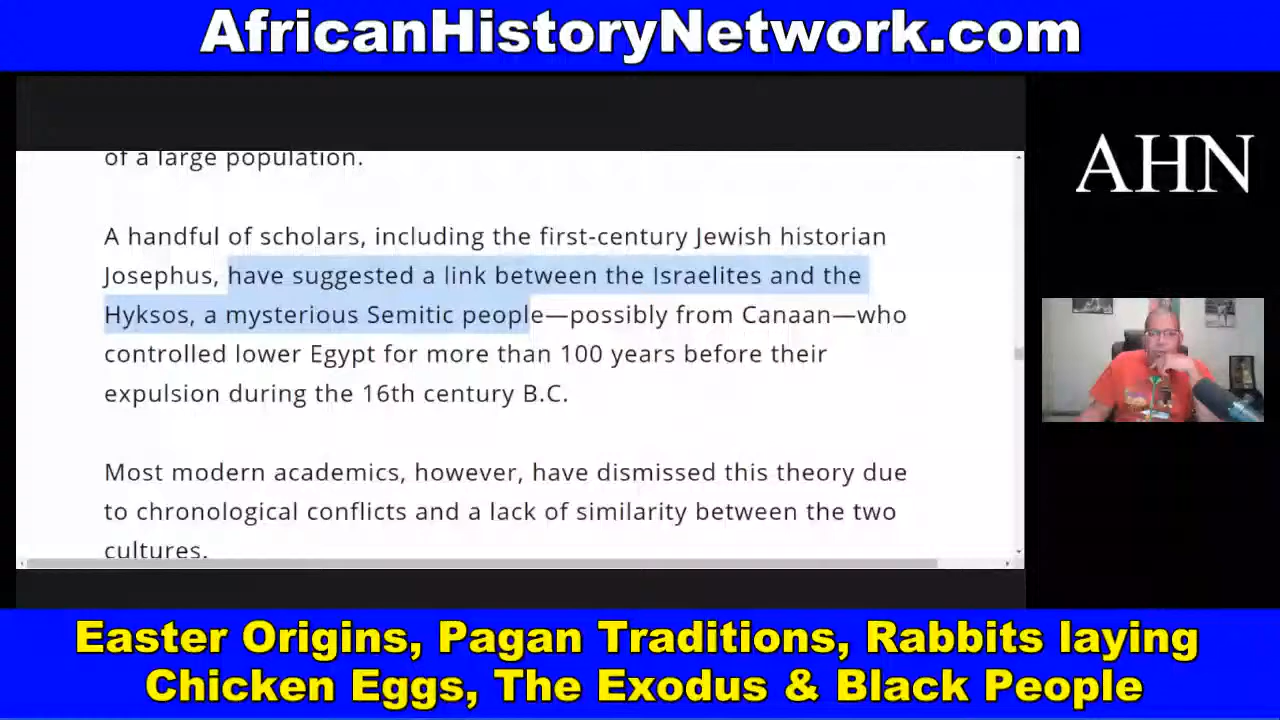 AfricanHistoryNetwork.com
of a large population.
A handful of scholars, including the first-century Jewish historian
Josephus, have suggested a link between the Israelites and the
Hyksos, a mysterious Semitic people—possibly from Canaan—who
controlled lower Egypt for more than 100 years before their
expulsion during the 16th century B.C.
Most modern academics, however, have dismissed this theory due
to chronological conflicts and a lack of similarity between the two
cultures.
AHN
Easter Origins, Pagan Traditions, Rabbits laying
Chicken Eggs, The Exodus & Black People